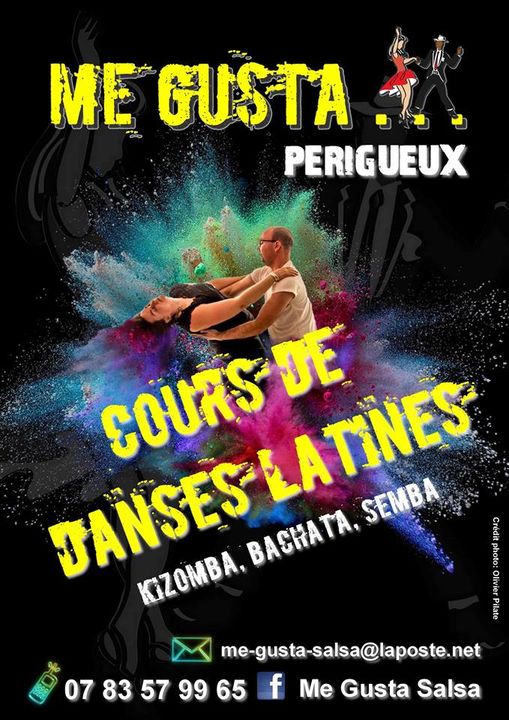 ME GUSTA ...
PERIGUEUX
COURS DE
DANSES LATINES
KIZOMBA, BACHATA, SEMBA
Crédit photo: Olivier Pilate
me-gusta-salsa@laposte.net
07 83 57 99 65 f Me Gusta Salsa